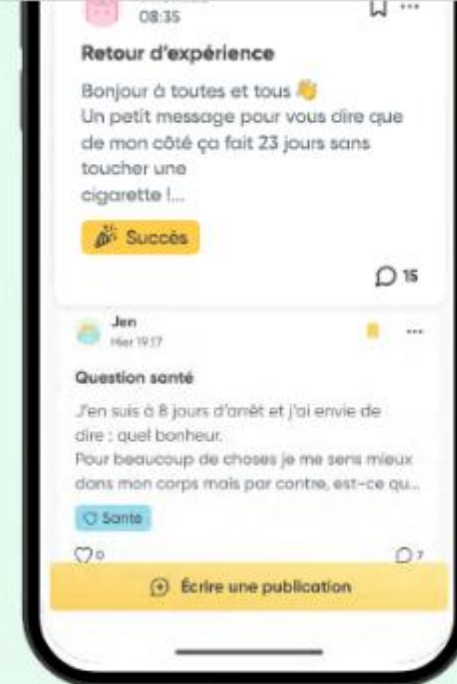 08:35
Retour d'expérience
Bonjour à toutes et tous 👋
Un petit message pour vous dire que
de mon côté ça fait 23 jours sans
toucher une
cigarette !...
Succès
15
Jen
Hier 19:17
Question santé
J'en suis à 8 jours d'arrêt et j'ai envie de
dire : quel bonheur.
Pour beaucoup de choses je me sens mieux
dans mon corps mais par contre, est-ce qu...
Santé
0
7
Écrire une publication